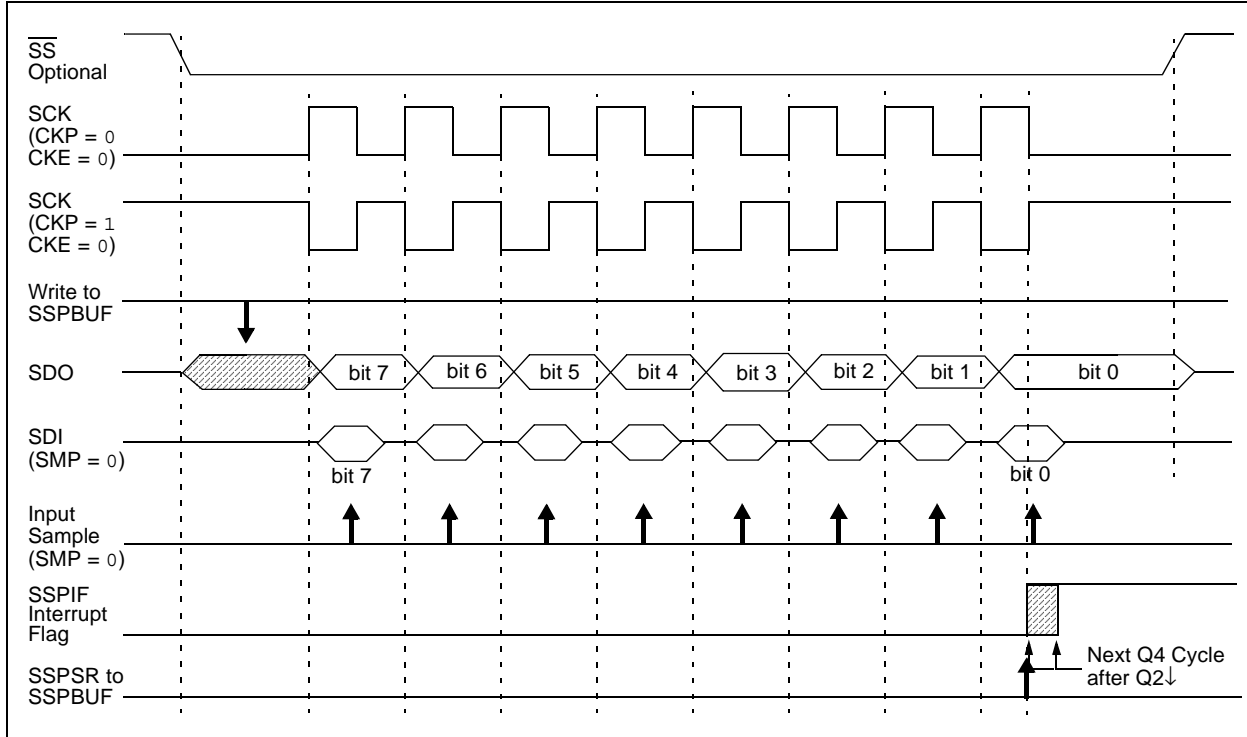 SS
Optional
SCK
(CKP = 0
CKE = 0)
SCK
(CKP = 1
CKE = 0)
Write to
SSPBUF
SDO
bit 7
bit 6
bit 5
bit 4
bit 3
bit 2
bit 1
bit 0
SDI
(SMP = 0)
bit 7
bit 0
Input
Sample
(SMP = 0)
SSPIF
Interrupt
Flag
Next Q4 Cycle
after Q2↓
SSPSR to
SSPBUF